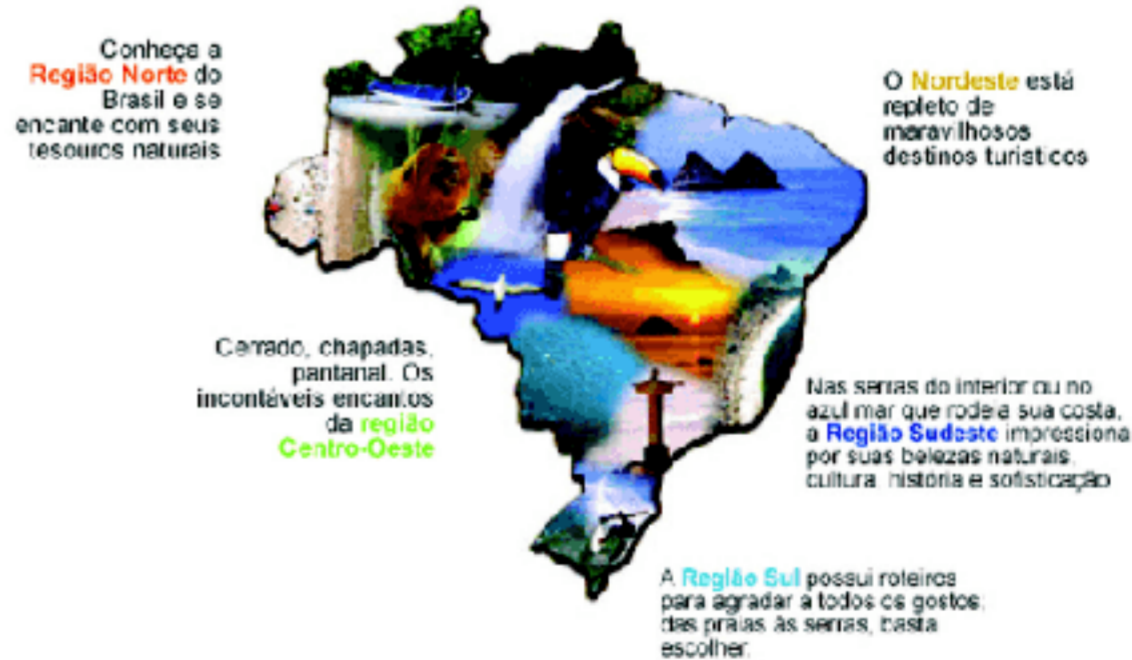 Conheça a
Região Norte do
Brasil e se
encante com seus
tesouros naturais
O Nordeste está
repleto de
maravilhosos
destinos turísticos
Cerrado, chapadas,
pantanal. Os
incontáveis encantos
da região
Centro-Oeste
Nas serras do interior ou no
azul mar que rodeia sua costa,
a Região Sudeste impressiona
por suas belezas naturais,
cultura, história e sofisticação
A Região Sul possui roteiros
para agradar a todos os gostos;
das praias às serras, basta
escolher.